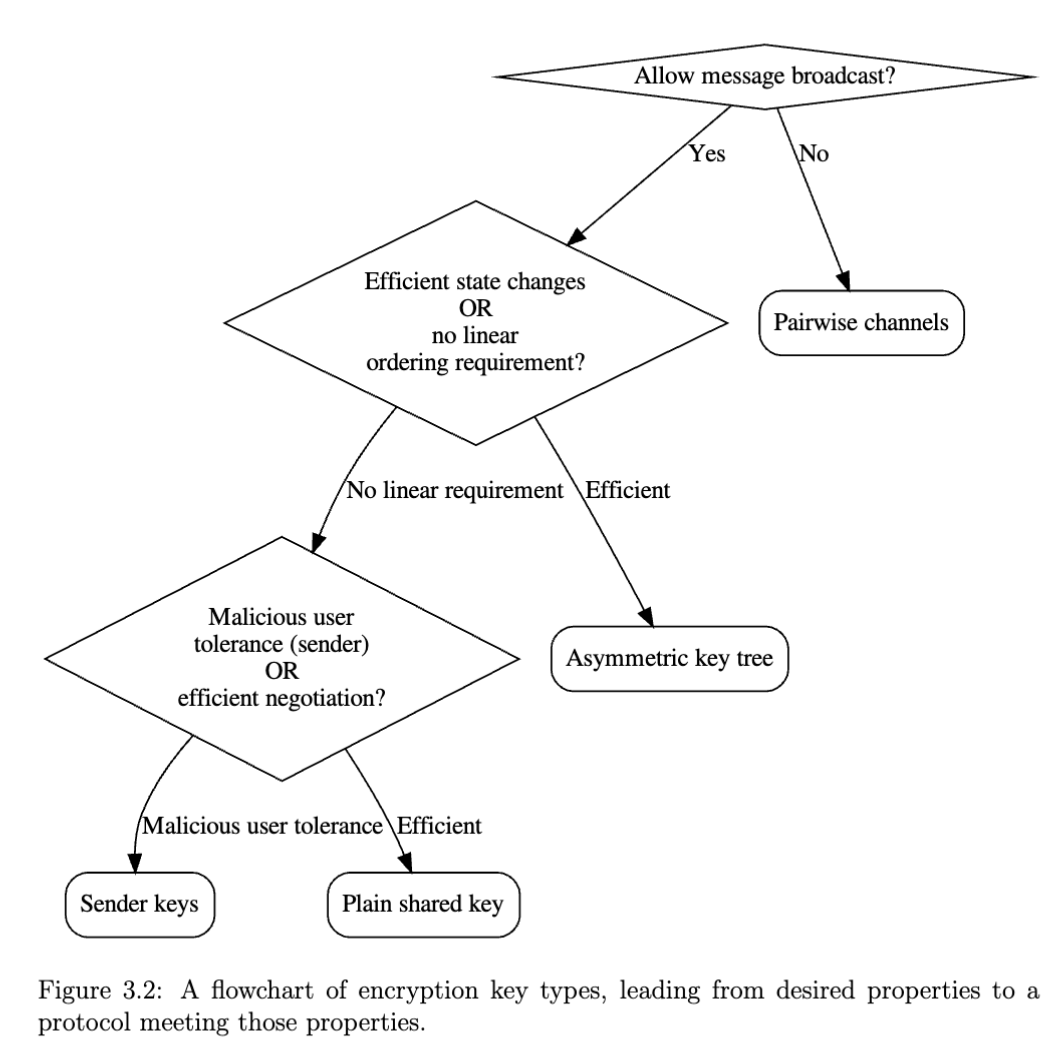 Allow message broadcast?
Yes
No
Efficient state changes
OR
no linear
ordering requirement?
Pairwise channels
No linear requirement
Efficient
Malicious user
tolerance (sender)
OR
efficient negotiation?
Asymmetric key tree
Malicious user tolerance
Efficient
Sender keys
Plain shared key
Figure 3.2: A flowchart of encryption key types, leading from desired properties to a
protocol meeting those properties.